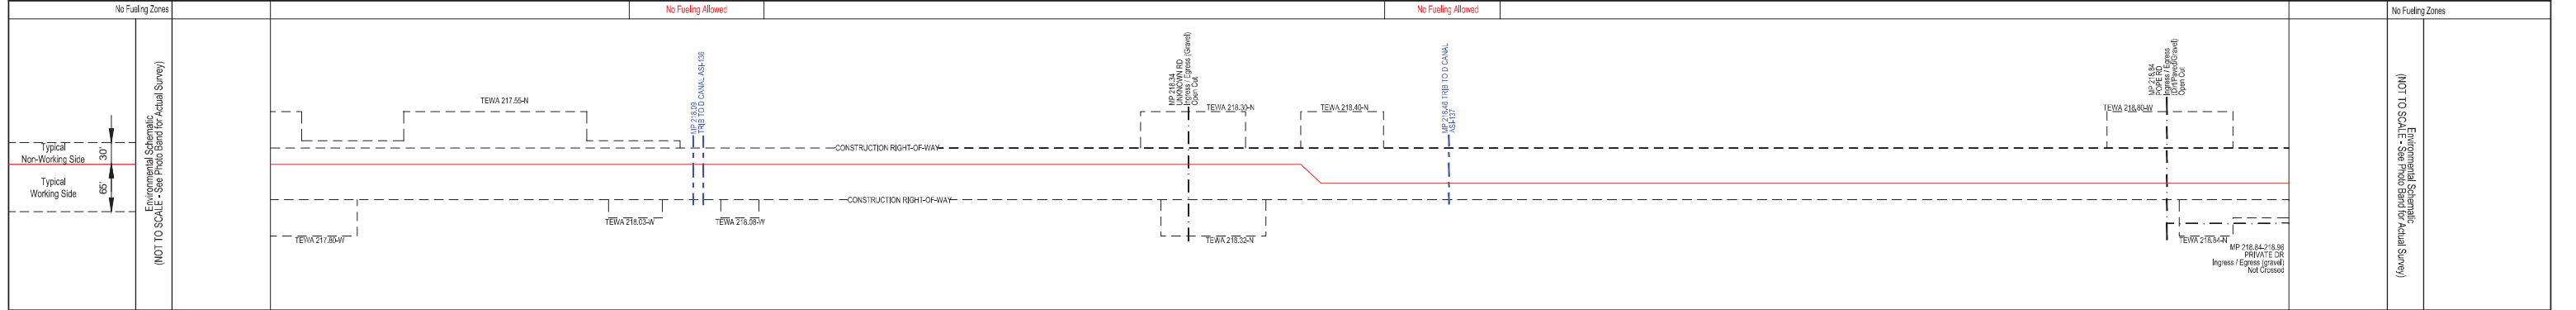 No Fueling Zones
No Fueling Allowed
No Fueling Allowed
No Fueling Zones
Environmental Schematic
(NOT TO SCALE - See Photo Band for Actual Survey)
Typical
Non-Working Side
30'
Typical
Working Side
65'
TEWA 217.55-N
MP 218.09
TRIB TO D CANAL ASI-138
MP 218.34
UNKNOWN RD
Ingress / Egress (Gravel)
Open Cut
TEWA 218.30-N
TEWA 218.40-N
MP 218.46 TRIB TO D CANAL
ASI-137
MP 218.84
POPE RD
Ingress / Egress
(Dirt/Paved/Gravel)
Open Cut
TEWA 218.80-W
CONSTRUCTION RIGHT-OF-WAY
CONSTRUCTION RIGHT-OF-WAY
TEWA 217.80-W
TEWA 218.03-W
TEWA 218.08-W
TEWA 218.32-N
TEWA 218.84-N
MP 218.84-218.96
PRIVATE DR
Ingress / Egress (gravel)
Not Crossed
Environmental Schematic
(NOT TO SCALE - See Photo Band for Actual Survey)